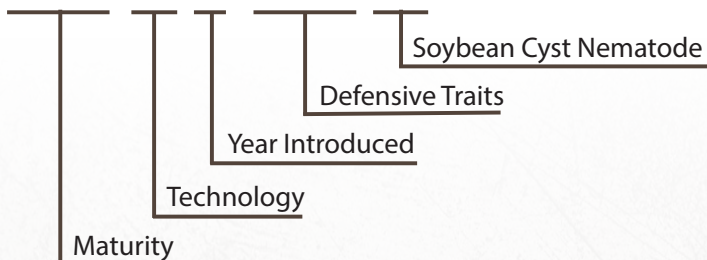 Soybean Cyst Nematode
Defensive Traits
Year Introduced
Technology
Maturity